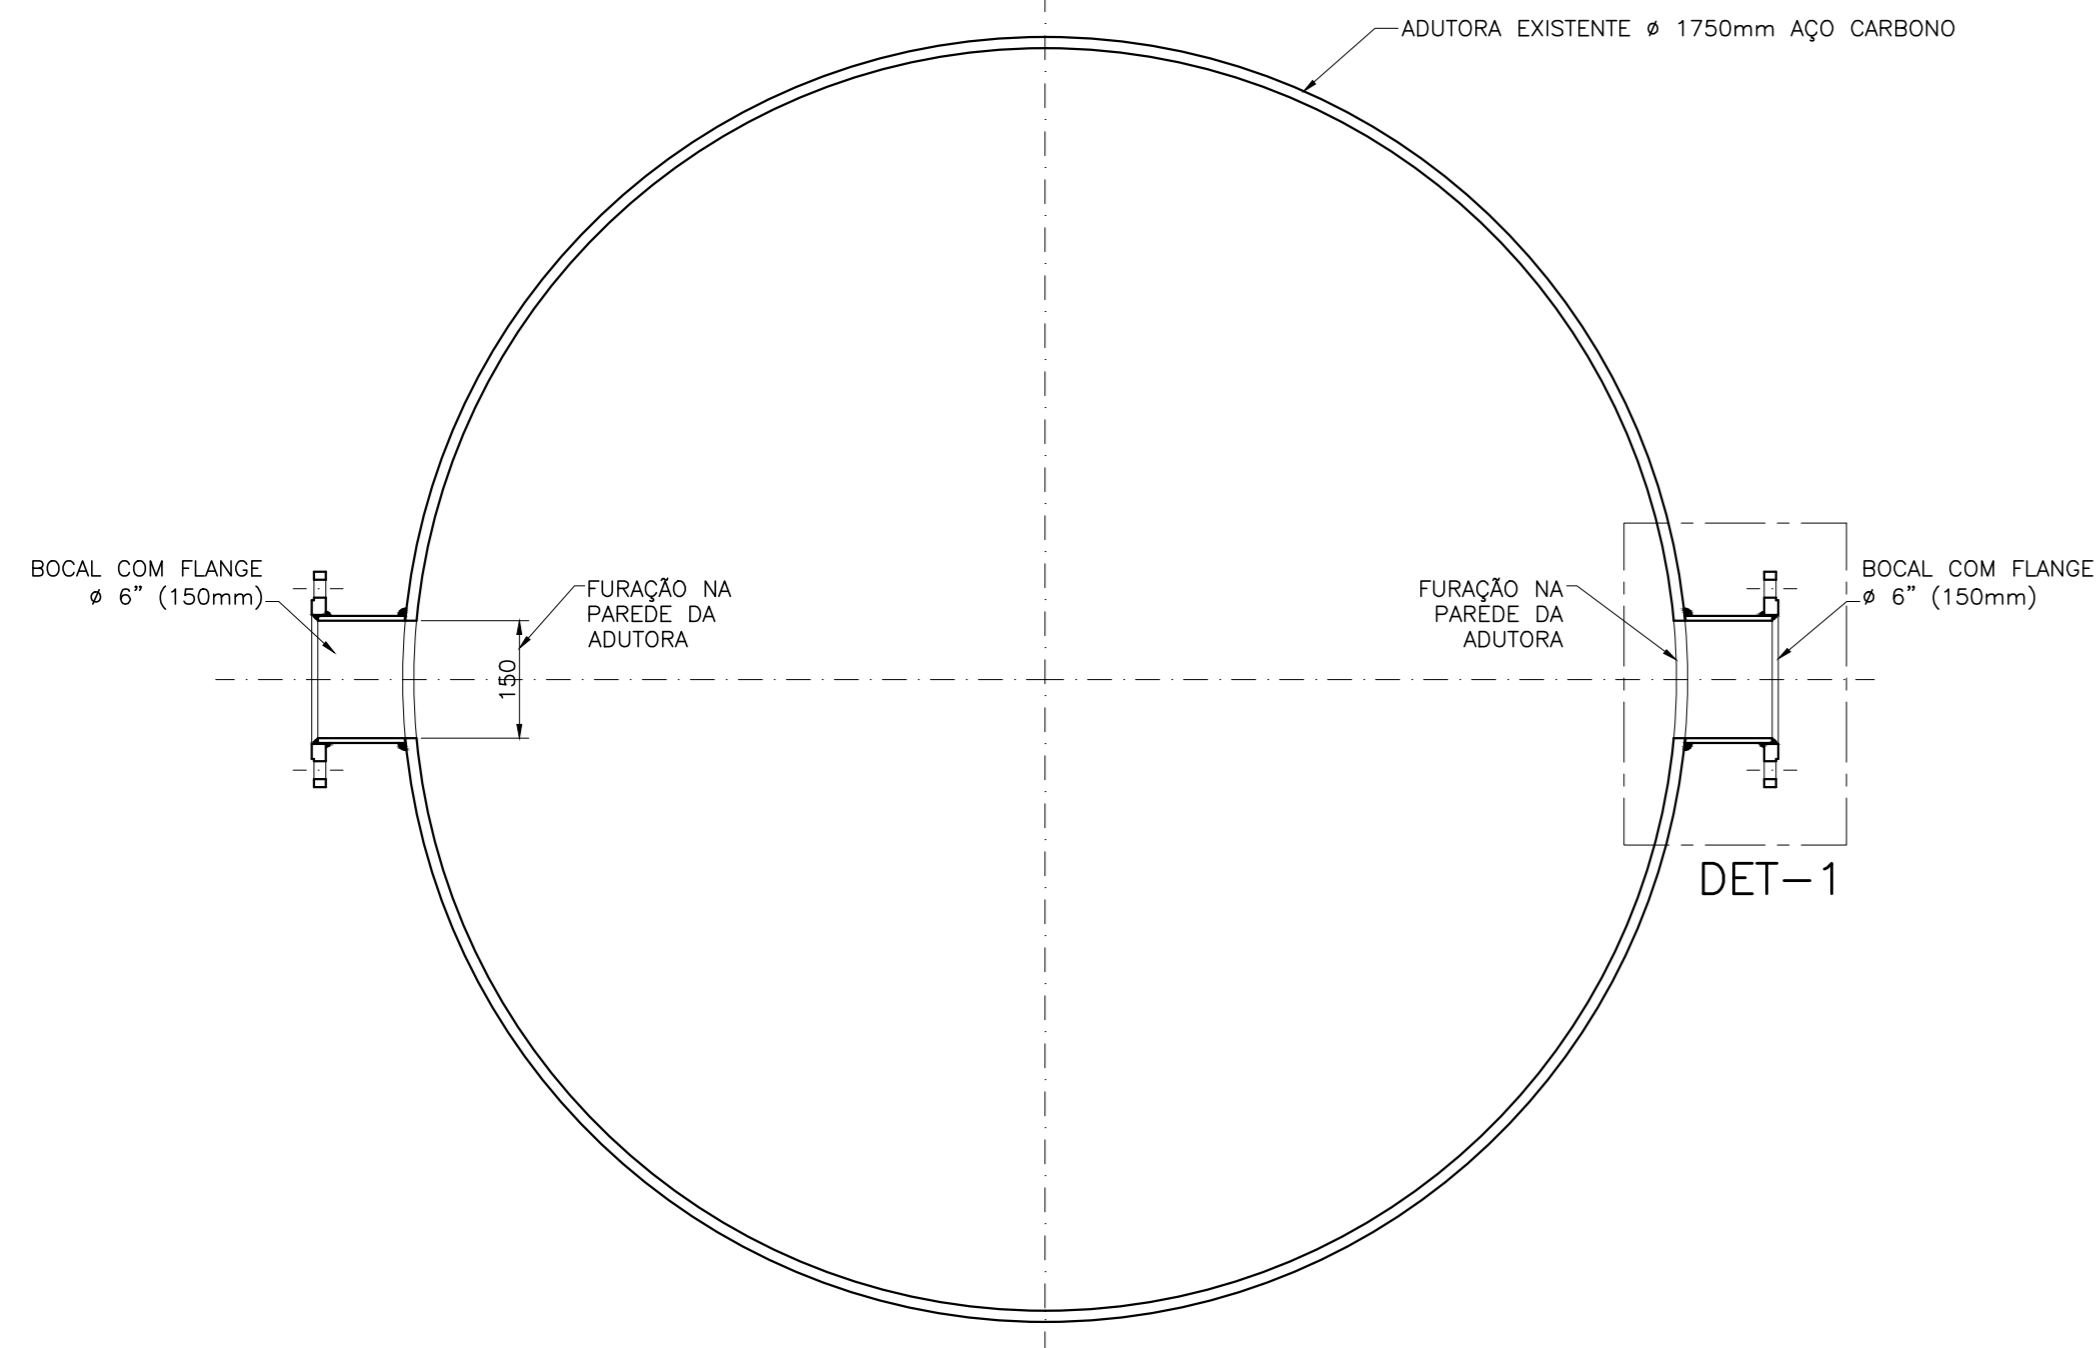 ADUTORA EXISTENTE ø 1750mm AÇO CARBONO
BOCAL COM FLANGE
ø 6" (150mm)
FURAÇÃO NA
PAREDE DA
ADUTORA
150
FURAÇÃO NA
PAREDE DA
ADUTORA
BOCAL COM FLANGE
ø 6" (150mm)
DET-1